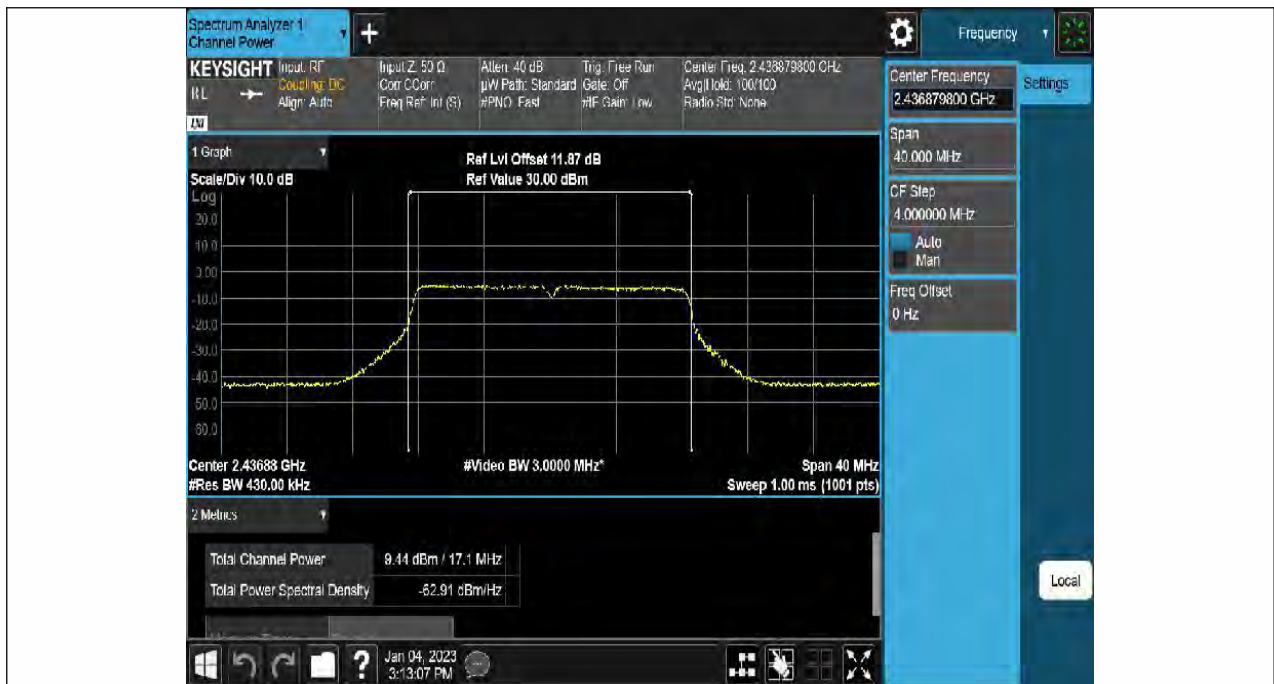 Spectrum Analyzer 1
Channel Power
+
Frequency
KEYSIGHT
RL
Input: RF
Coupling: DC
Align: Auto
Input Z: 50 Ω
Corr CCorr
Freq Ref: Int (S)
Atten: 40 dB
µW Path: Standard
#PNO: Fast
Trig: Free Run
Gate: Off
#IF Gain: Low
Center Freq: 2.436879800 GHz
Avg|Hold: 100/100
Radio Std: None
LXI
Center Frequency
2.436879800 GHz
Settings
Span
40.000 MHz
CF Step
4.000000 MHz
Auto
Man
Freq Offset
0 Hz
1 Graph
Scale/Div 10.0 dB
Ref Lvl Offset 11.87 dB
Ref Value 30.00 dBm
Log
20.0
10.0
0.00
-10.0
-20.0
-30.0
-40.0
-50.0
-60.0
Center 2.43688 GHz
#Video BW 3.0000 MHz*
Span 40 MHz
#Res BW 430.00 kHz
Sweep 1.00 ms (1001 pts)
2 Metrics
Total Channel Power 9.44 dBm / 17.1 MHz
Total Power Spectral Density -62.91 dBm/Hz
Local
?
Jan 04, 2023
3:13:07 PM